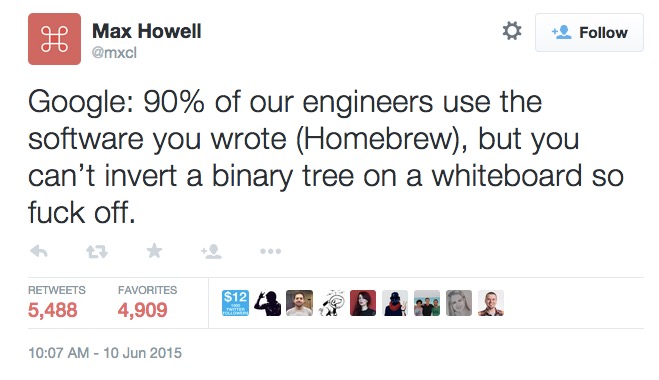 Max Howell
@mxcl
Follow
Google: 90% of our engineers use the
software you wrote (Homebrew), but you
can’t invert a binary tree on a whiteboard so
fuck off.
RETWEETS
5,488
FAVORITES
4,909
$12
TWITTER
FOLLOWERS
10:07 AM - 10 Jun 2015